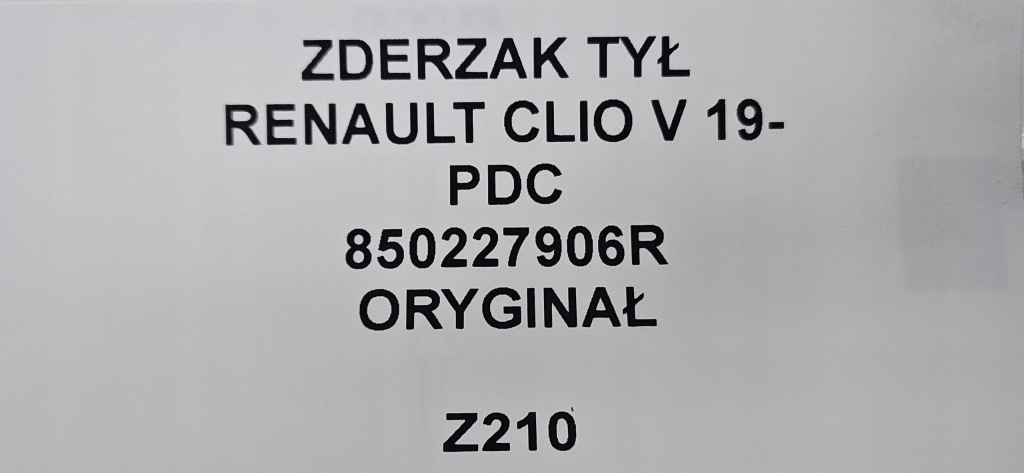 ZDERZAK TYŁ
RENAULT CLIO V 19-
PDC
850227906R
ORYGINAŁ
Z210